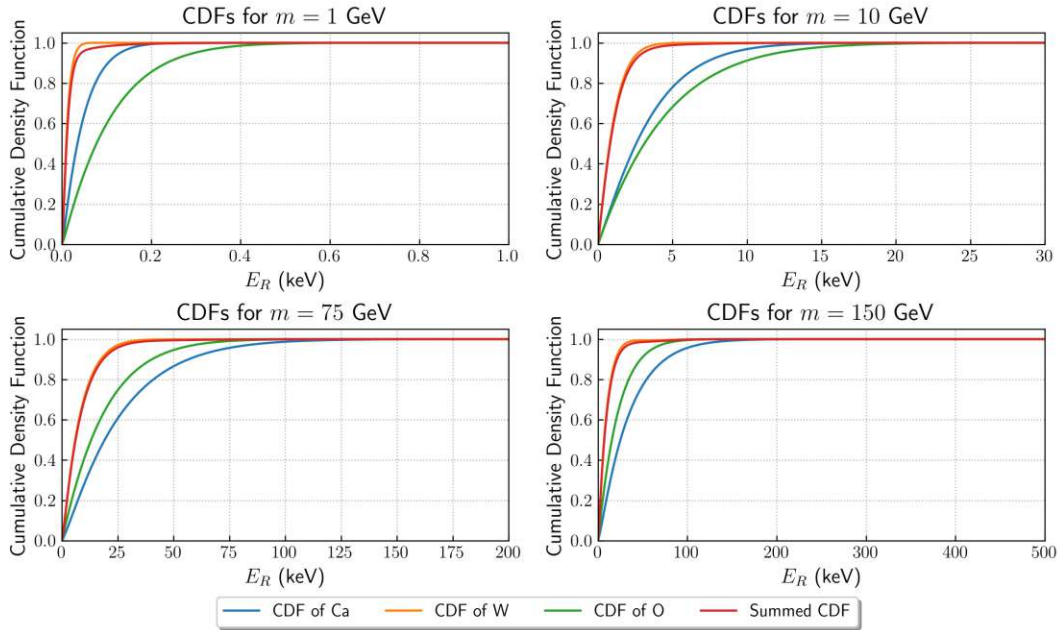 CDFs for m = 1 GeV
Cumulative Density Function
1.0
0.8
0.6
0.4
0.2
0.0
0.0 0.2 0.4 0.6 0.8 1.0
E_R (keV)
CDFs for m = 10 GeV
Cumulative Density Function
1.0
0.8
0.6
0.4
0.2
0.0
0 5 10 15 20 25 30
E_R (keV)
CDFs for m = 75 GeV
Cumulative Density Function
1.0
0.8
0.6
0.4
0.2
0.0
0 25 50 75 100 125 150 175 200
E_R (keV)
CDFs for m = 150 GeV
Cumulative Density Function
1.0
0.8
0.6
0.4
0.2
0.0
0 100 200 300 400 500
E_R (keV)
CDF of Ca CDF of W CDF of O Summed CDF